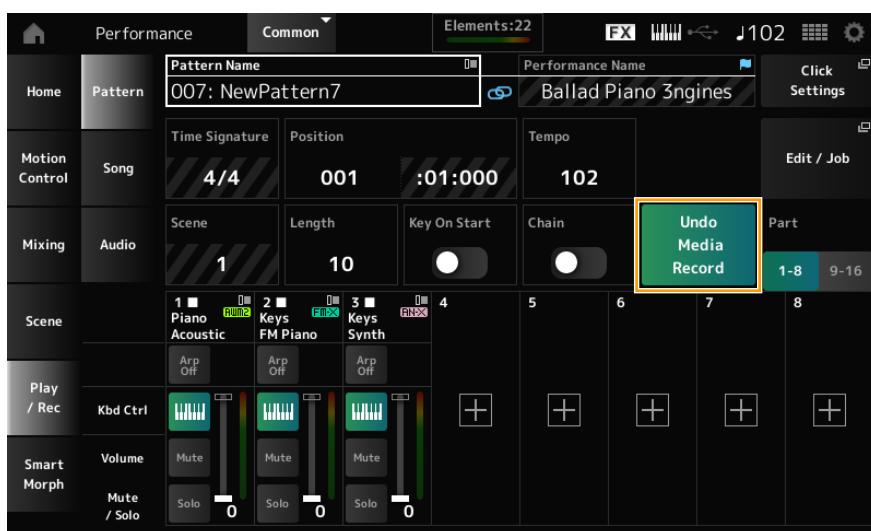 Performance
Common
Elements:22
FX
♩102
Home
Motion
Control
Mixing
Scene
Play
/ Rec
Smart
Morph
Pattern
Song
Audio
Pattern Name
007: NewPattern7
Performance Name
Ballad Piano 3ngines
Click
Settings
Time Signature
4/4
Position
001
:01:000
Tempo
102
Edit / Job
Scene
1
Length
10
Key On Start
Chain
Undo
Media
Record
Part
1-8
9-16
1
AWM2
Piano
Acoustic
2
FM-X
Keys
FM Piano
3
AN-X
Keys
Synth
4
5
6
7
8
Arp
Off
Arp
Off
Arp
Off
Kbd Ctrl
Volume
Mute
Mute
Mute
Mute
/ Solo
Solo
0
Solo
0
Solo
0